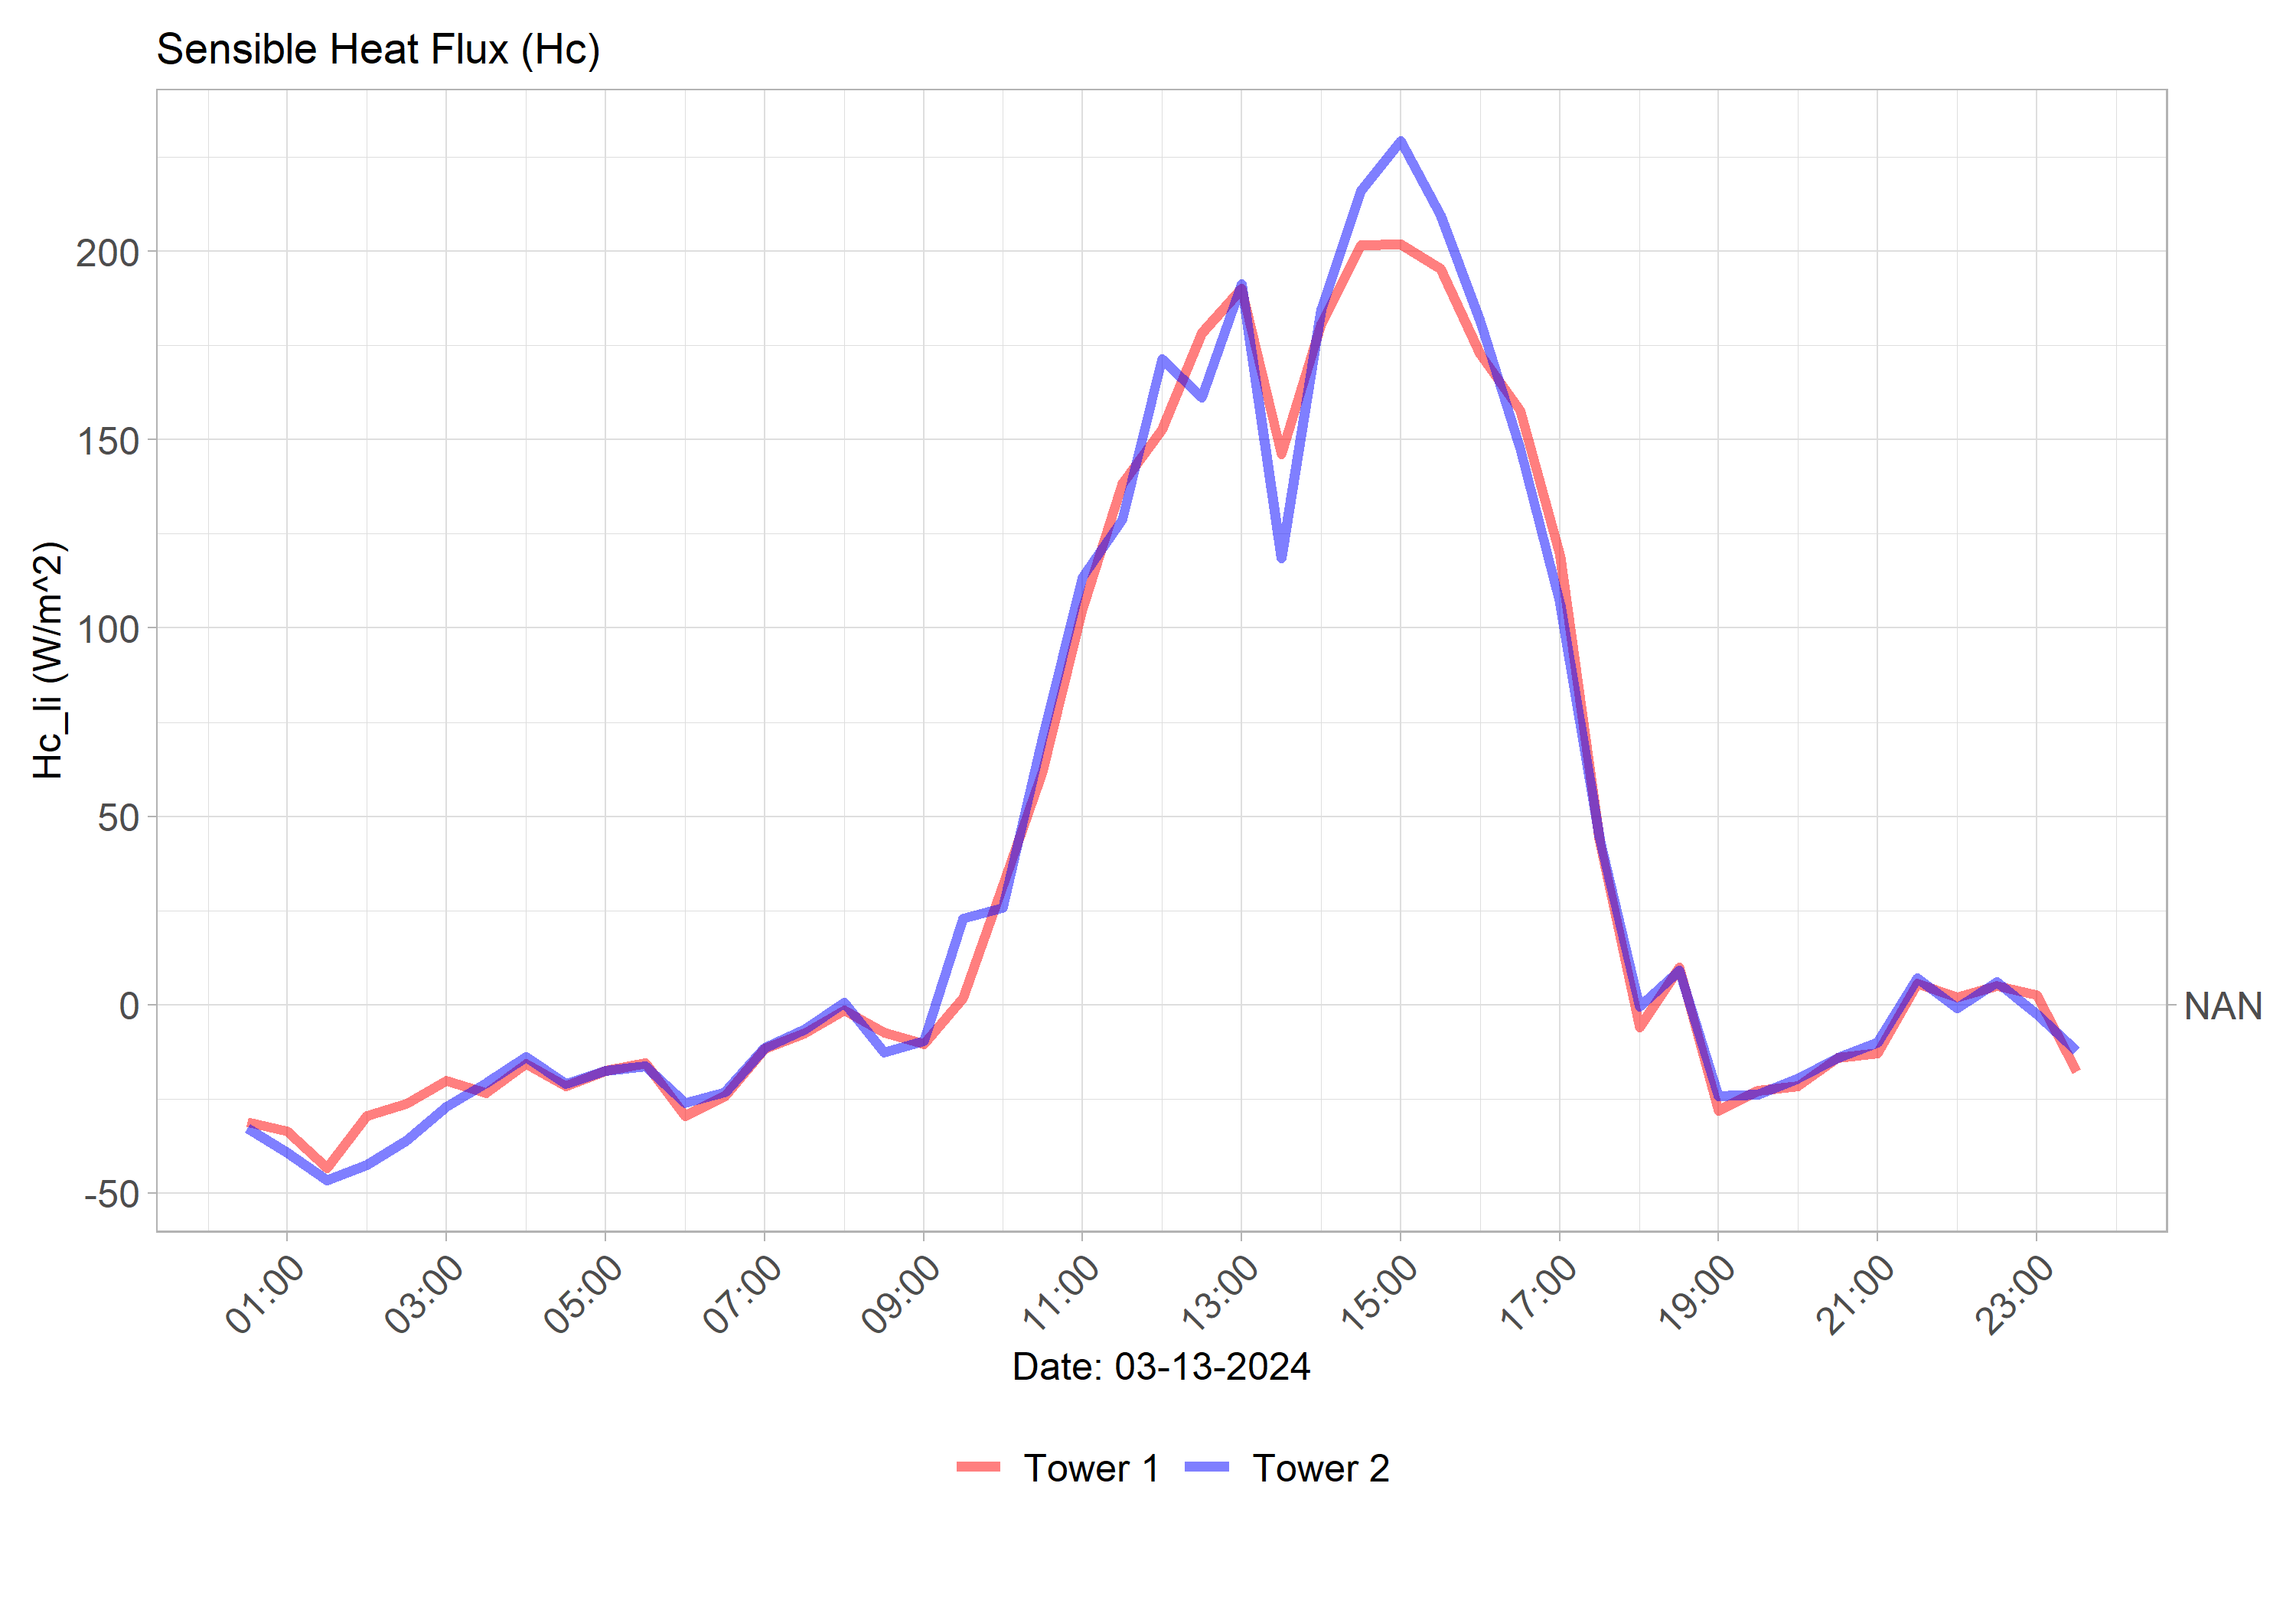 Sensible Heat Flux (Hc)
Hc_li (W/m^2)
200
150
100
50
0
-50
NAN
01:00 03:00 05:00 07:00 09:00 11:00 13:00 15:00 17:00 19:00 21:00 23:00
Date: 03-13-2024
Tower 1 Tower 2